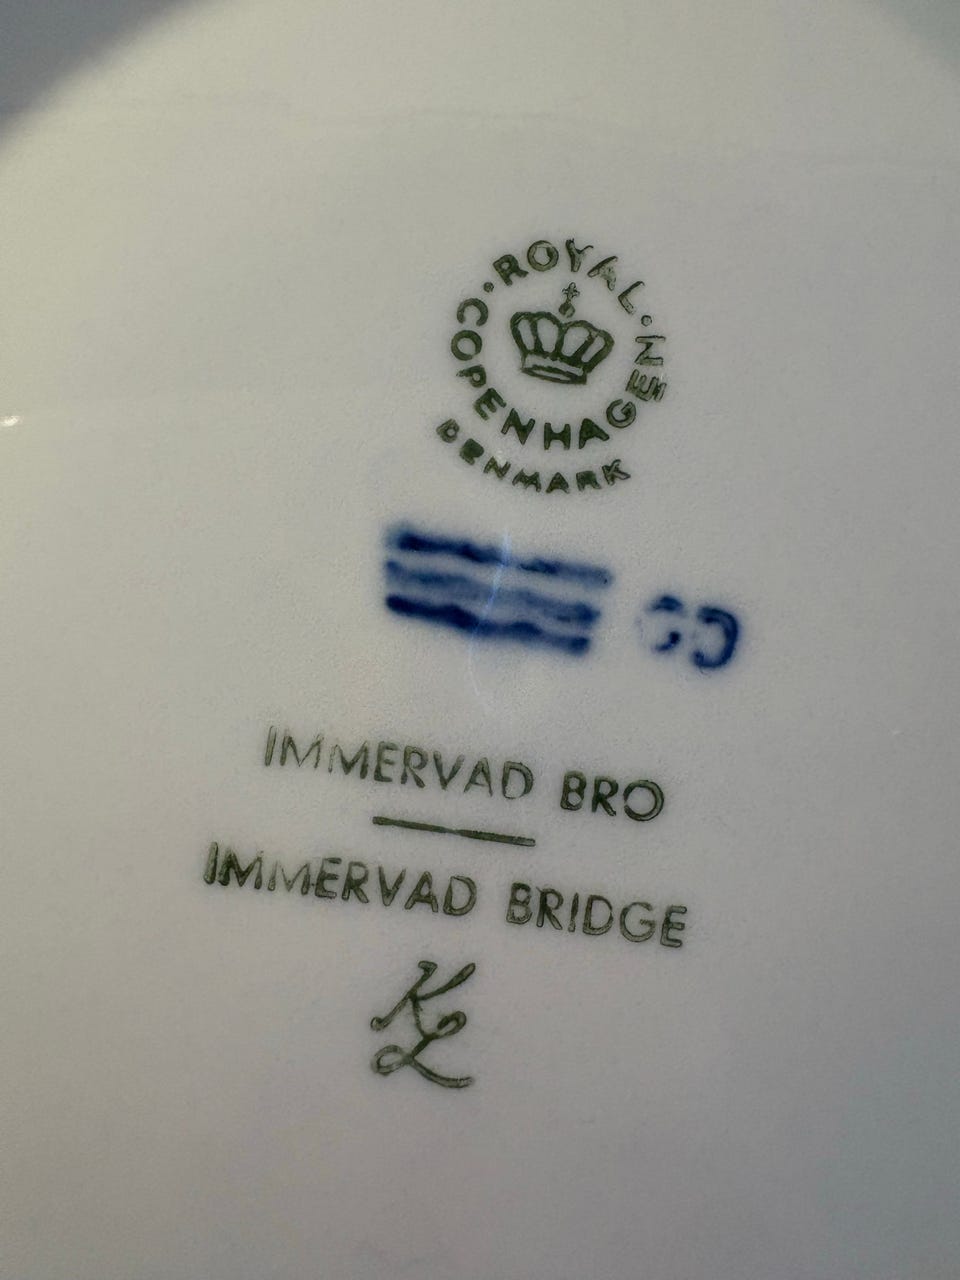 · ROYAL · COPENHAGEN
DENMARK
IMMERVAD BRO
IMMERVAD BRIDGE
KL